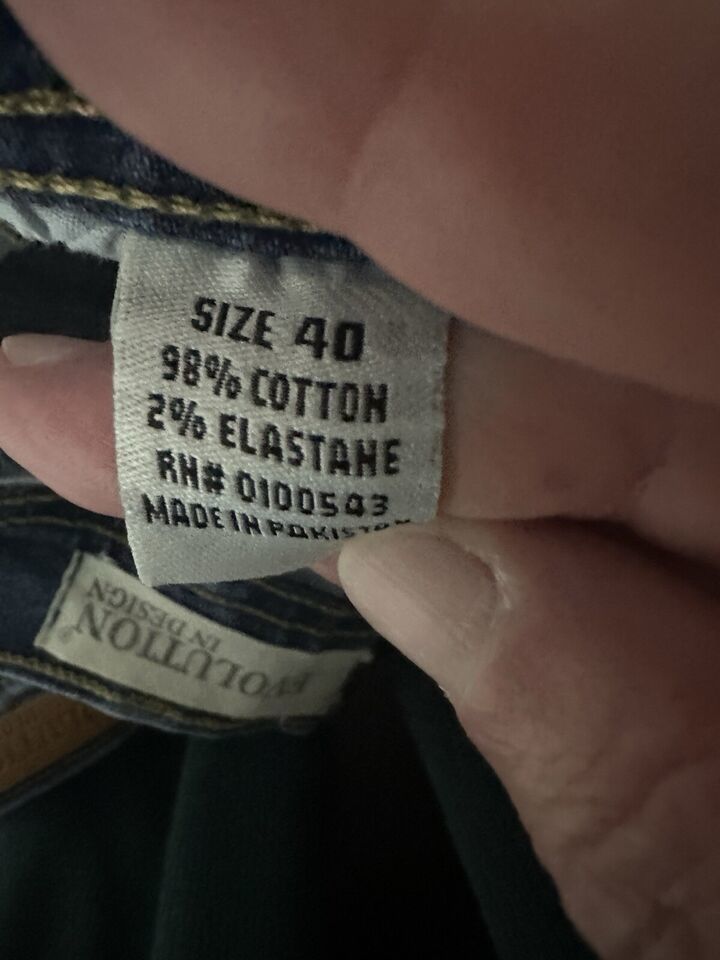 SIZE 40
98% COTTON
2% ELASTANE
RN# 0100543
MADE IN PAKISTAN
EVOLUTION
IN DESIGN